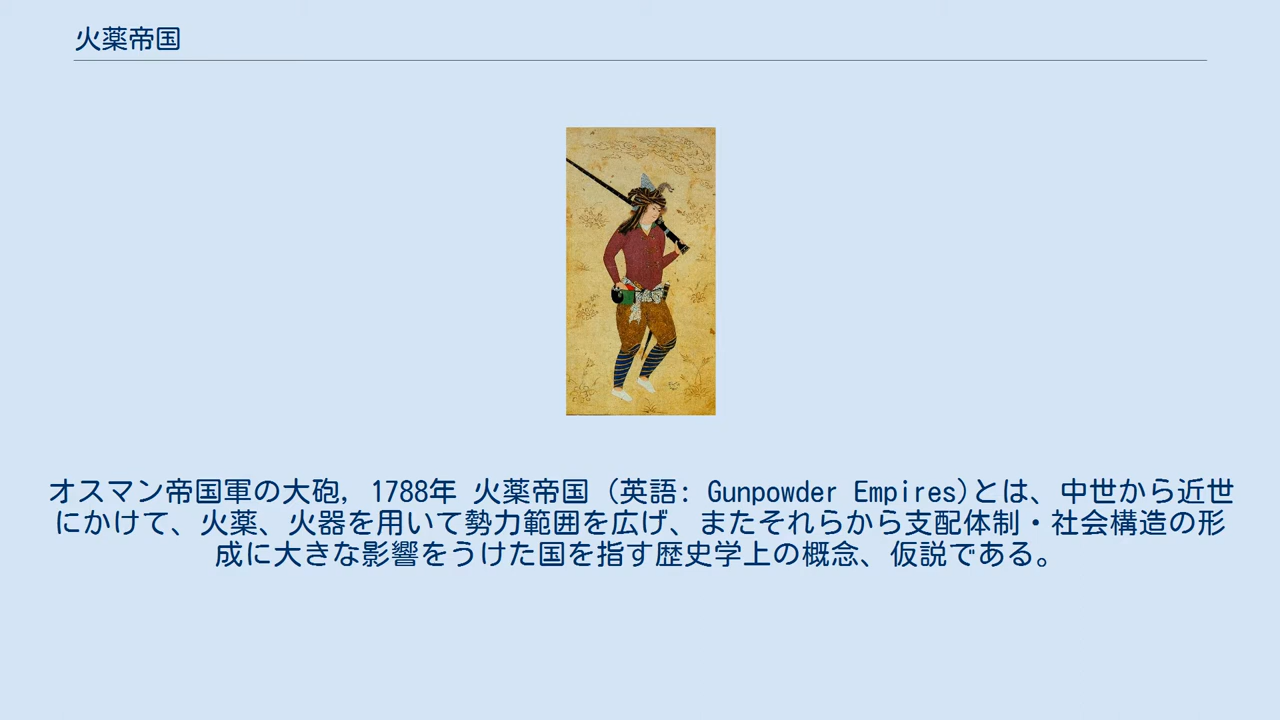 火薬帝国
オスマン帝国軍の大砲, 1788年 火薬帝国 (英語: Gunpowder Empires)とは、中世から近世
にかけて、火薬、火器を用いて勢力範囲を広げ、またそれらから支配体制・社会構造の形
成に大きな影響をうけた国を指す歴史学上の概念、仮説である。